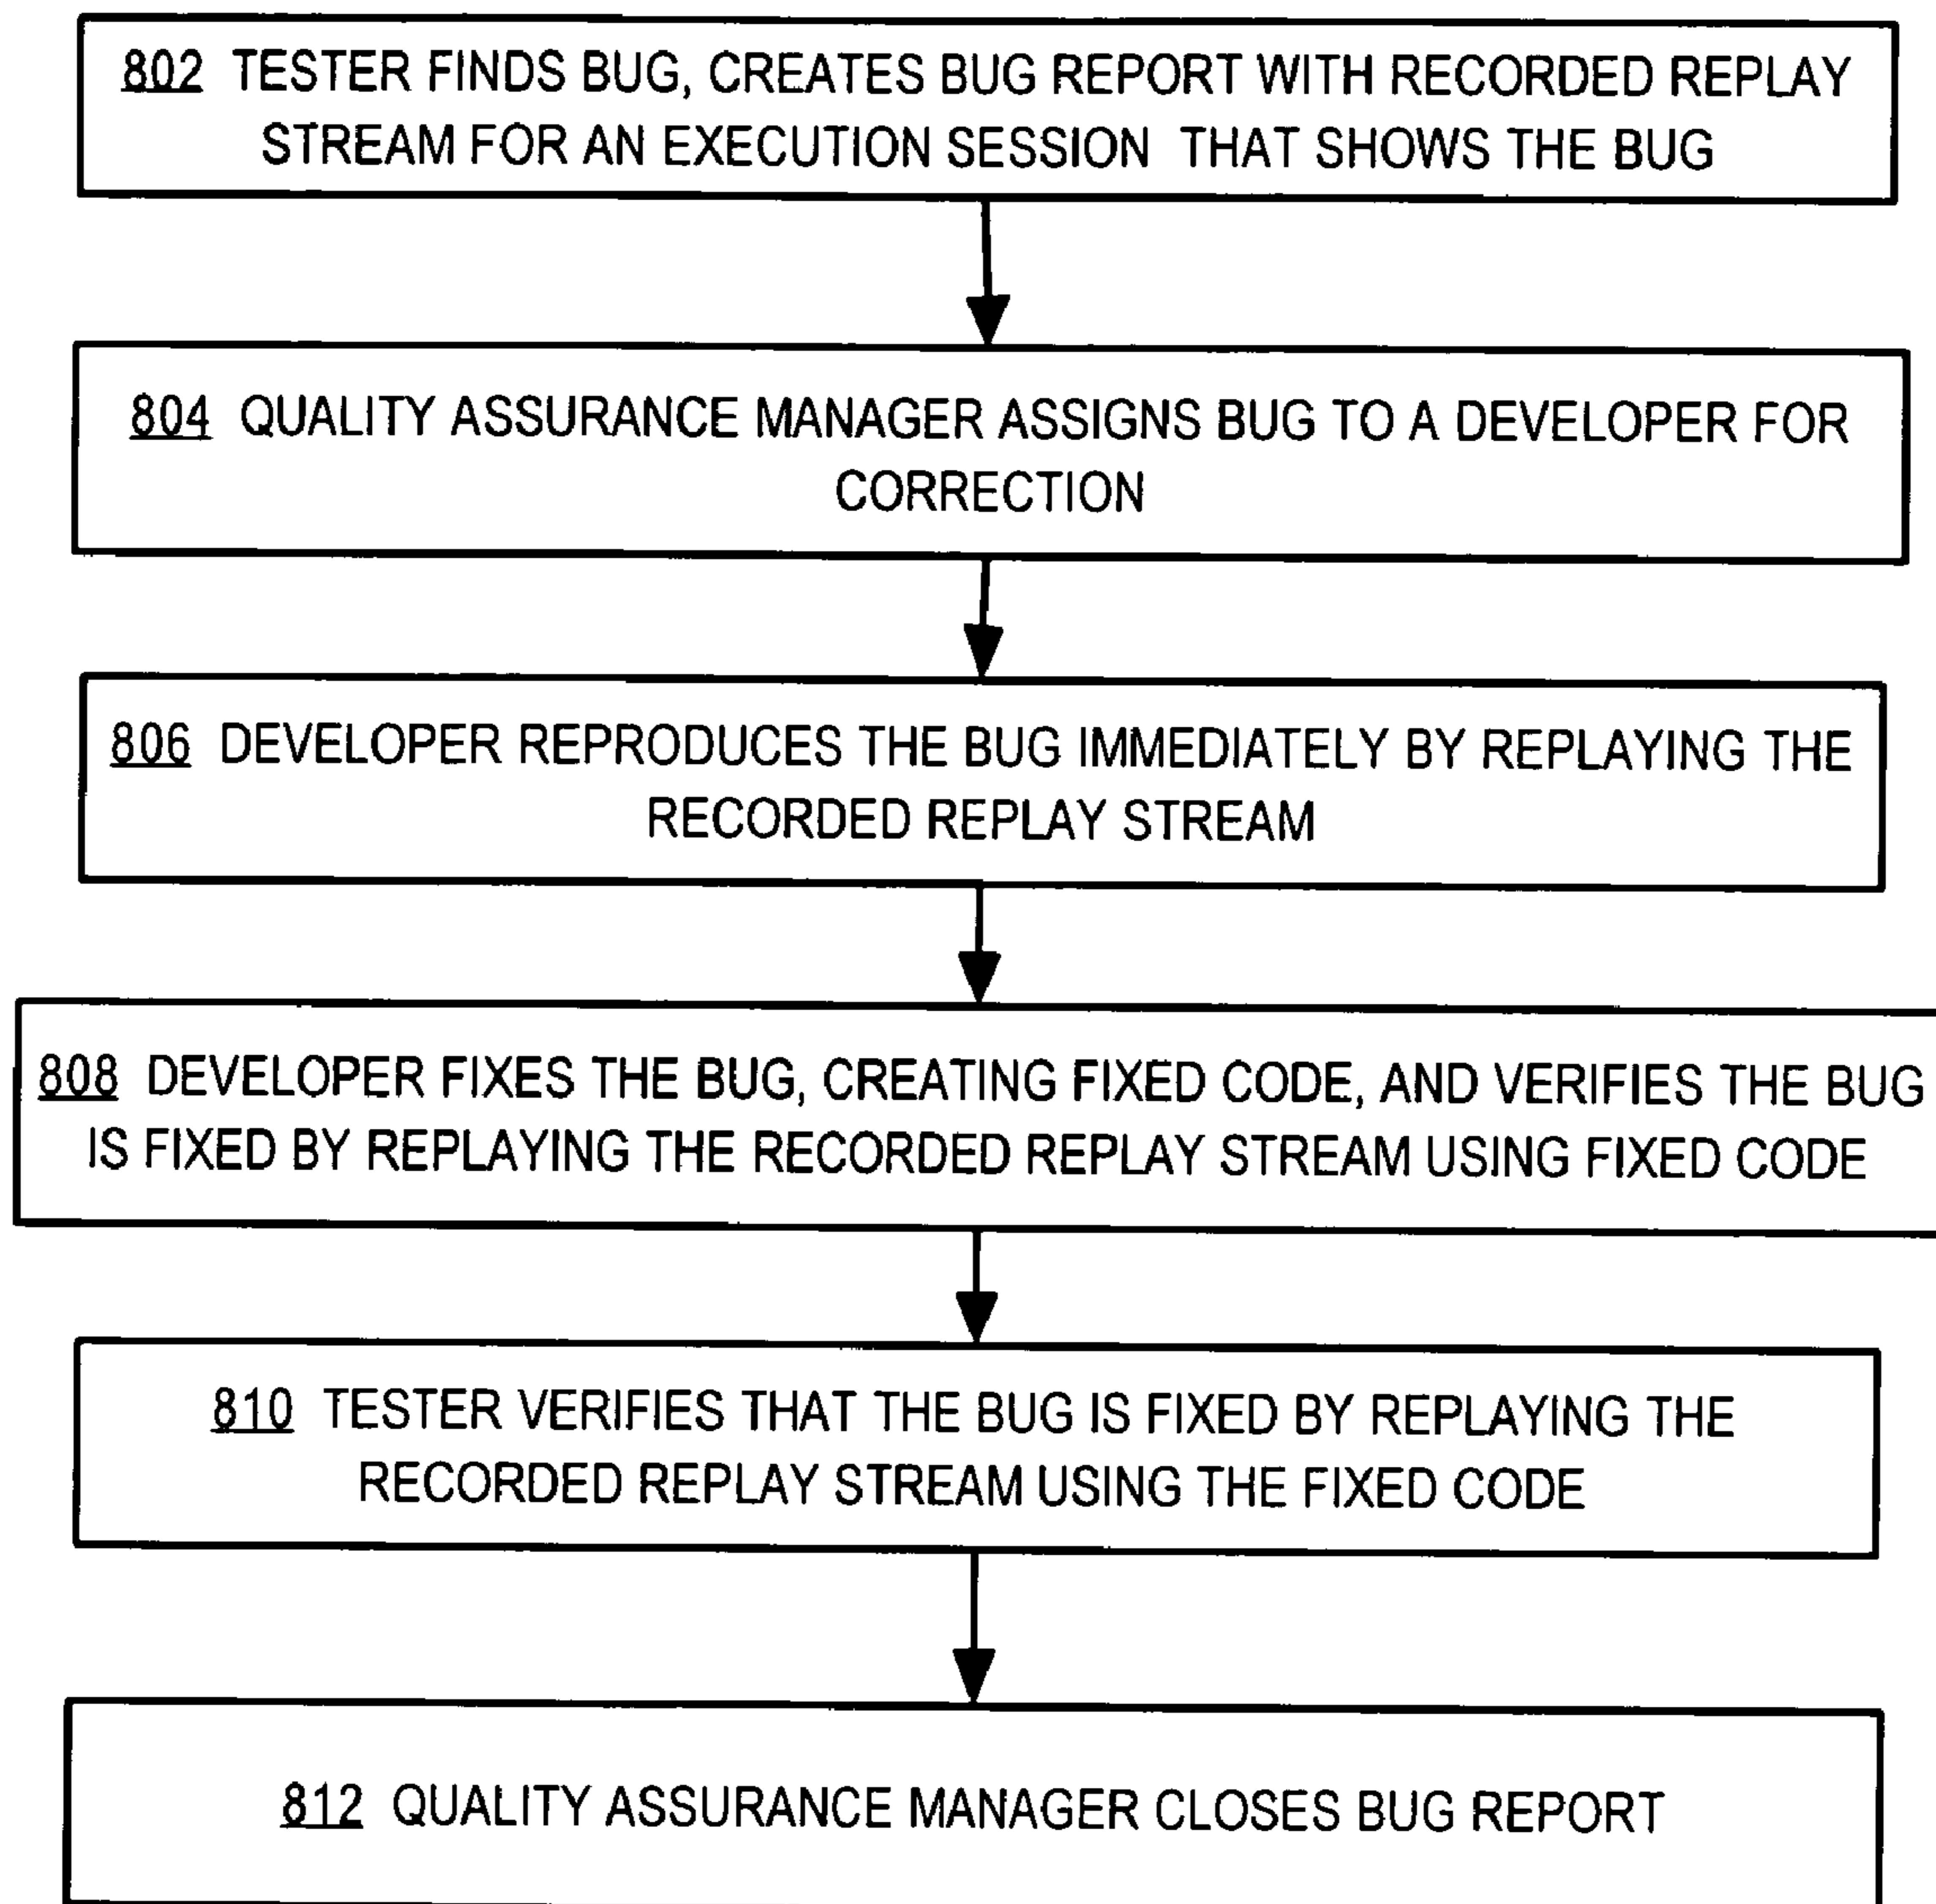 802 TESTER FINDS BUG, CREATES BUG REPORT WITH RECORDED REPLAY
STREAM FOR AN EXECUTION SESSION THAT SHOWS THE BUG
804 QUALITY ASSURANCE MANAGER ASSIGNS BUG TO A DEVELOPER FOR
CORRECTION
806 DEVELOPER REPRODUCES THE BUG IMMEDIATELY BY REPLAYING THE
RECORDED REPLAY STREAM
808 DEVELOPER FIXES THE BUG, CREATING FIXED CODE, AND VERIFIES THE BUG
IS FIXED BY REPLAYING THE RECORDED REPLAY STREAM USING FIXED CODE
810 TESTER VERIFIES THAT THE BUG IS FIXED BY REPLAYING THE
RECORDED REPLAY STREAM USING THE FIXED CODE
812 QUALITY ASSURANCE MANAGER CLOSES BUG REPORT